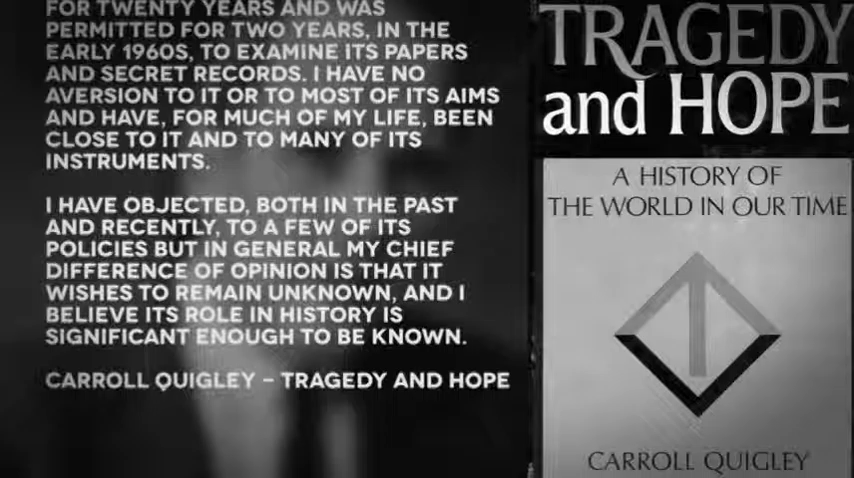 FOR TWENTY YEARS AND WAS
PERMITTED FOR TWO YEARS, IN THE
EARLY 1960S, TO EXAMINE ITS PAPERS
AND SECRET RECORDS. I HAVE NO
AVERSION TO IT OR TO MOST OF ITS AIMS
AND HAVE, FOR MUCH OF MY LIFE, BEEN
CLOSE TO IT AND TO MANY OF ITS
INSTRUMENTS.
I HAVE OBJECTED, BOTH IN THE PAST
AND RECENTLY, TO A FEW OF ITS
POLICIES BUT IN GENERAL MY CHIEF
DIFFERENCE OF OPINION IS THAT IT
WISHES TO REMAIN UNKNOWN, AND I
BELIEVE ITS ROLE IN HISTORY IS
SIGNIFICANT ENOUGH TO BE KNOWN.
CARROLL QUIGLEY – TRAGEDY AND HOPE
TRAGEDY
and HOPE
A HISTORY OF
THE WORLD IN OUR TIME
CARROLL QUIGLEY